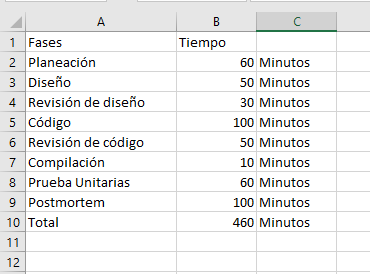 A B C
1 Fases Tiempo
2 Planeación 60 Minutos
3 Diseño 50 Minutos
4 Revisión de diseño 30 Minutos
5 Código 100 Minutos
6 Revisión de código 50 Minutos
7 Compilación 10 Minutos
8 Prueba Unitarias 60 Minutos
9 Postmortem 100 Minutos
10 Total 460 Minutos
11
12